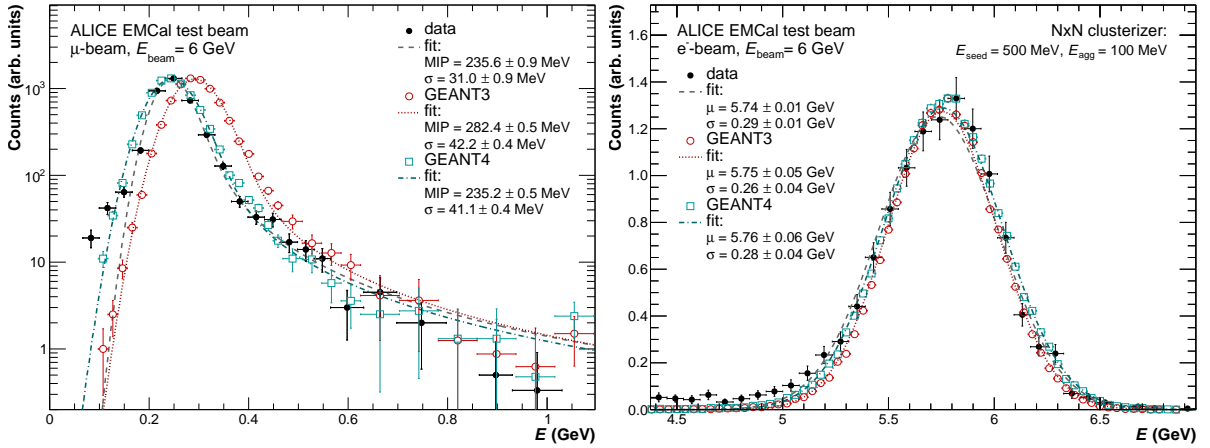 ALICE EMCal test beam
μ-beam, E_beam = 6 GeV
data
fit:
MIP = 235.6 ± 0.9 MeV
σ = 31.0 ± 0.9 MeV
GEANT3
fit:
MIP = 282.4 ± 0.5 MeV
σ = 42.2 ± 0.4 MeV
GEANT4
fit:
MIP = 235.2 ± 0.5 MeV
σ = 41.1 ± 0.4 MeV
Counts (arb. units)
10³
10²
10
1
0 0.2 0.4 0.6 0.8 1
E (GeV)
ALICE EMCal test beam
e⁻-beam, E_beam = 6 GeV
NxN clusterizer:
E_seed = 500 MeV, E_agg = 100 MeV
data
fit:
μ = 5.74 ± 0.01 GeV
σ = 0.29 ± 0.01 GeV
GEANT3
fit:
μ = 5.75 ± 0.05 GeV
σ = 0.26 ± 0.04 GeV
GEANT4
fit:
μ = 5.76 ± 0.06 GeV
σ = 0.28 ± 0.04 GeV
Counts (arb. units)
1.6
1.4
1.2
1.0
0.8
0.6
0.4
0.2
0.0
4.5 5 5.5 6 6.5
E (GeV)